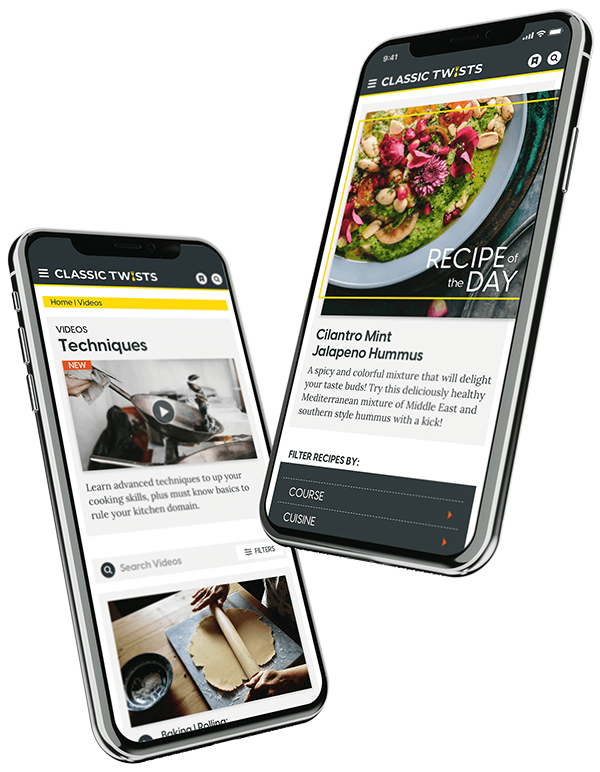 9:41
CLASSIC TWISTS
RECIPE of
the DAY
Cilantro Mint
Jalapeno Hummus
A spicy and colorful mixture that will delight
your taste buds! Try this deliciously healthy
Mediterranean mixture of Middle East and
southern style hummus with a kick!
FILTER RECIPES BY:
COURSE
CUISINE
CLASSIC TWISTS
Home | Videos
VIDEOS
Techniques
NEW
Learn advanced techniques to up your
cooking skills, plus must know basics to
rule your kitchen domain.
Search Videos
FILTERS
Baking | Rolling: